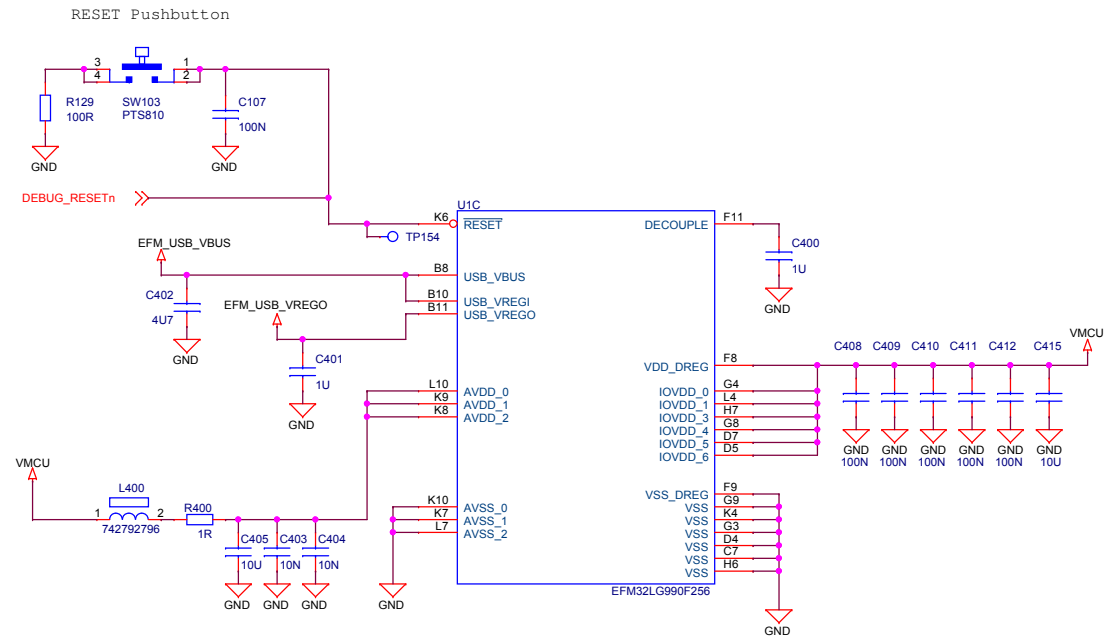 RESET Pushbutton
3 1
4 2
R129 SW103 C107
100R PTS810 100N
GND GND
DEBUG_RESETn
U1C
K6 RESET DECOUPLE F11
TP154 C400
EFM_USB_VBUS 1U
B8 USB_VBUS GND
C402 B10 USB_VREGI
4U7 EFM_USB_VREGO B11 USB_VREGO
GND VMCU
C401 C408 C409 C410 C411 C412 C415
1U VDD_DREG F8
GND
L10 AVDD_0 IOVDD_0 G4
K9 AVDD_1 IOVDD_1 L4
K8 AVDD_2 IOVDD_3 H7
IOVDD_4 G8
IOVDD_5 D7
IOVDD_6 D5
GND GND GND GND GND GND
100N 100N 100N 100N 100N 10U
VMCU
L400
1 2 R400
742792796 1R
C405 C403 C404
10U 10N 10N
GND GND GND
K10 AVSS_0 VSS_DREG F9
K7 AVSS_1 VSS G9
L7 AVSS_2 VSS K4
VSS G3
VSS D4
VSS C7
VSS H6
GND
EFM32LG990F256
GND